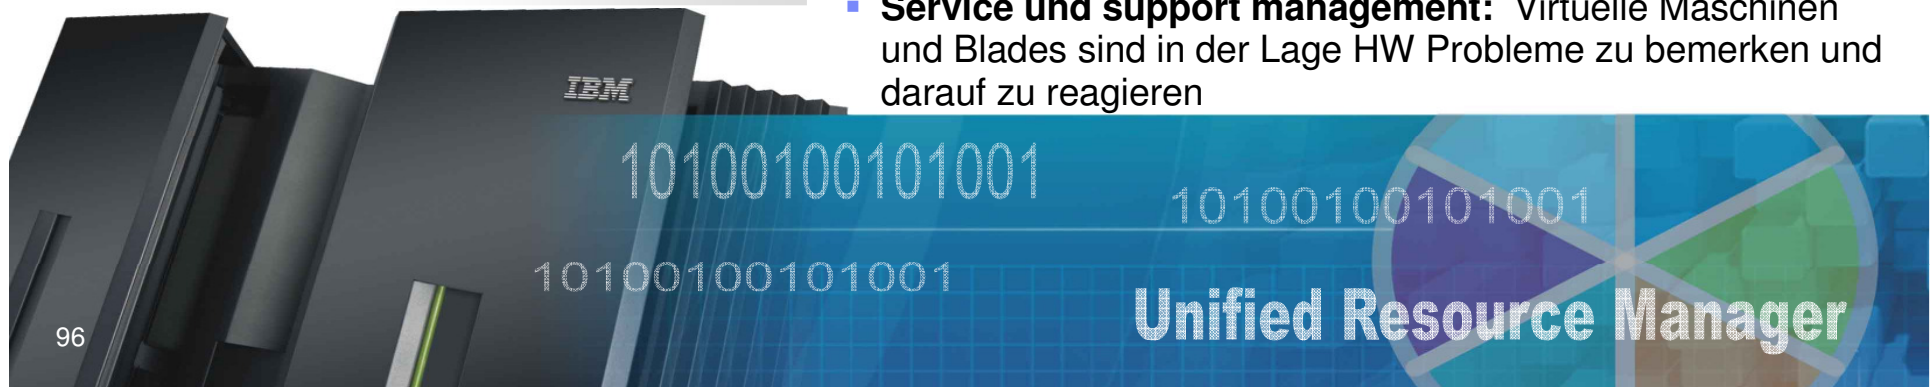 Service und support management: Virtuelle Maschinen
und Blades sind in der Lage HW Probleme zu bemerken und
darauf zu reagieren
IBM
10100100101001
10100100101001
10100100101001
Unified Resource Manager
96